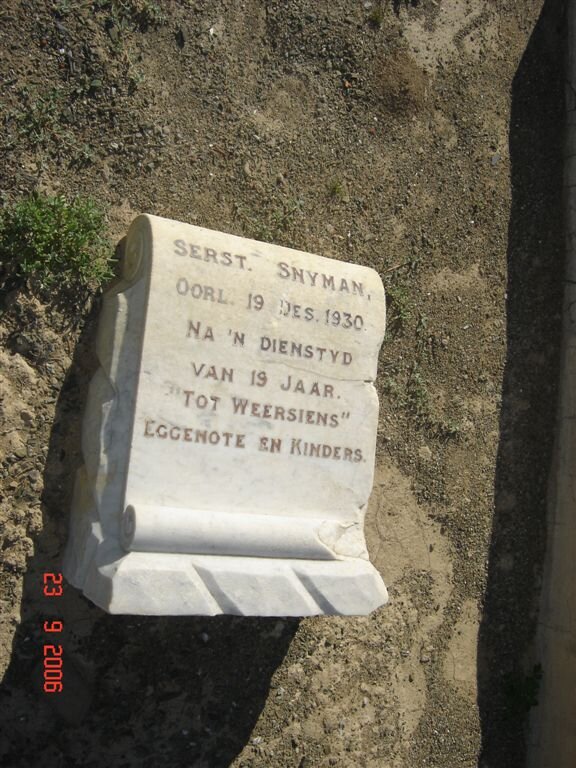 SERST. SNYMAN,
OORL. 19 DES. 1930.
NA 'N DIENSTYD
VAN 19 JAAR.
"TOT WEERSIENS"
EGGENOTE EN KINDERS.
23 9 2006